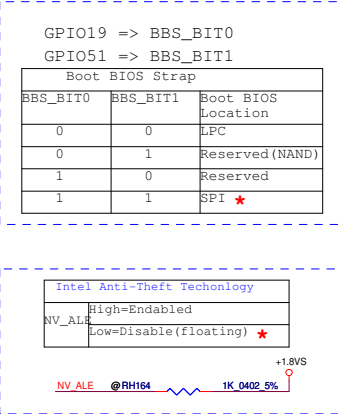 GPIO19 => BBS_BIT0
GPIO51 => BBS_BIT1
Boot BIOS Strap
BBS_BIT0 BBS_BIT1 Boot BIOS Location
0 0 LPC
0 1 Reserved(NAND)
1 0 Reserved
1 1 SPI *
Intel Anti-Theft Techonlogy
NV_ALE High=Endabled
Low=Disable(floating) *
+1.8VS
NV_ALE @ RH164 1K_0402_5%